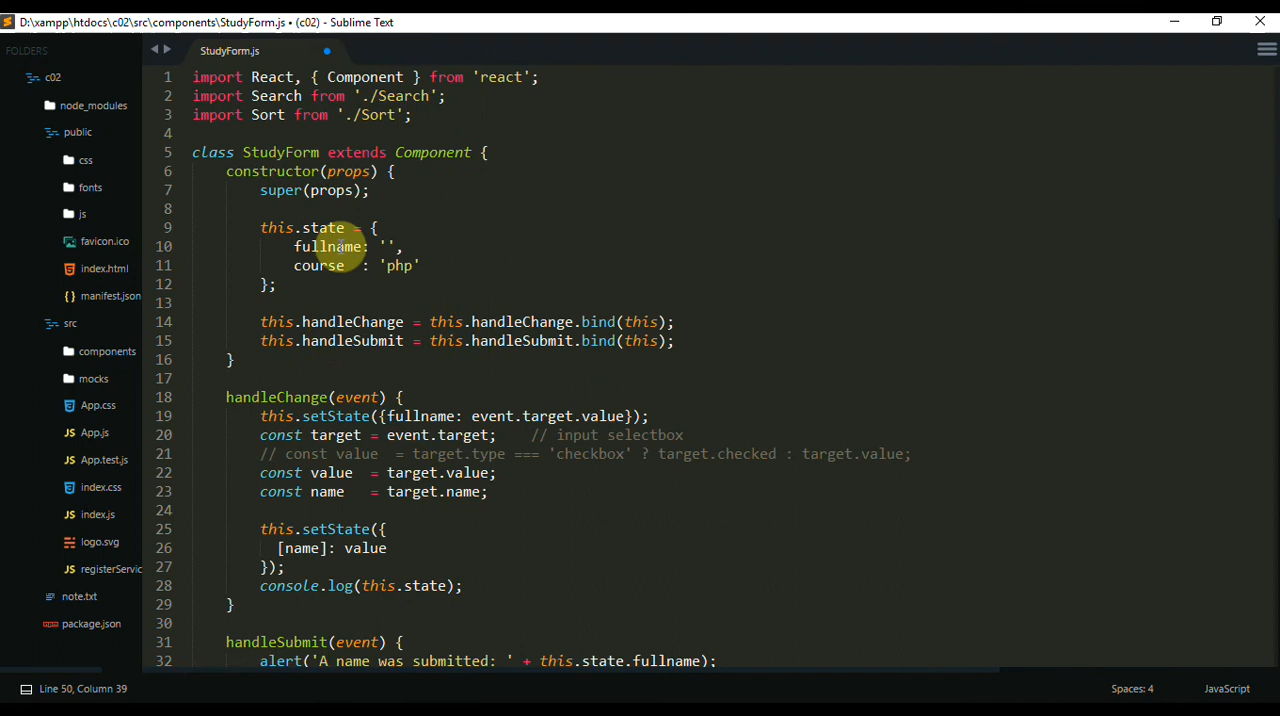 D:\xampp\htdocs\c02\src\components\StudyForm.js • (c02) - Sublime Text
FOLDERS
c02
node_modules
public
css
fonts
js
favicon.ico
index.html
manifest.json
src
components
mocks
App.css
App.js
App.test.js
index.css
index.js
logo.svg
registerServic
note.txt
package.json
StudyForm.js
1 import React, { Component } from 'react';
2 import Search from './Search';
3 import Sort from './Sort';
4
5 class StudyForm extends Component {
6 constructor(props) {
7 super(props);
8
9 this.state = {
10 fullname: '',
11 course : 'php'
12 };
13
14 this.handleChange = this.handleChange.bind(this);
15 this.handleSubmit = this.handleSubmit.bind(this);
16 }
17
18 handleChange(event) {
19 this.setState({fullname: event.target.value});
20 const target = event.target; // input selectbox
21 // const value = target.type === 'checkbox' ? target.checked : target.value;
22 const value = target.value;
23 const name = target.name;
24
25 this.setState({
26 [name]: value
27 });
28 console.log(this.state);
29 }
30
31 handleSubmit(event) {
32 alert('A name was submitted: ' + this.state.fullname);
Line 50, Column 39
Spaces: 4
JavaScript